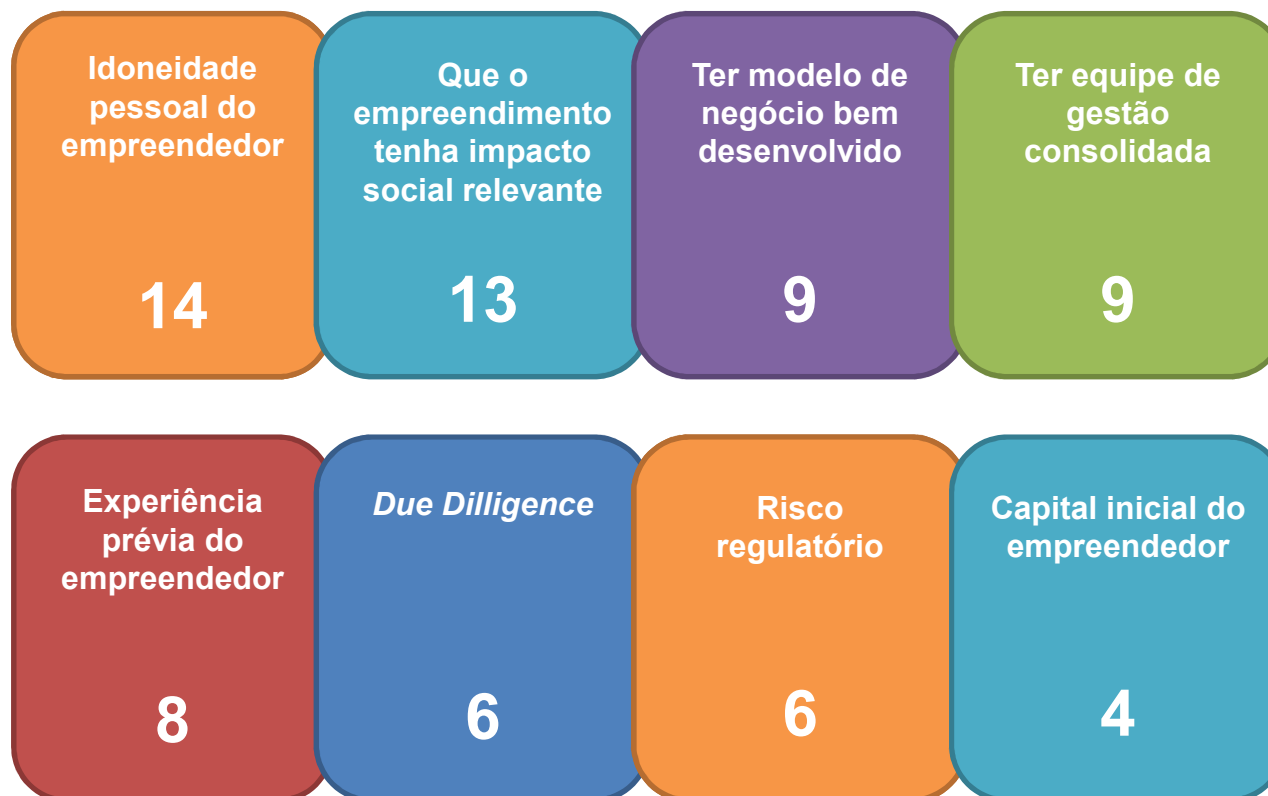 Idoneidade
pessoal do
empreendedor
14
Que o
empreendimento
tenha impacto
social relevante
13
Ter modelo de
negócio bem
desenvolvido
9
Ter equipe de
gestão
consolidada
9
Experiência
prévia do
empreendedor
8
Due Dilligence
6
Risco
regulatório
6
Capital inicial do
empreendedor
4